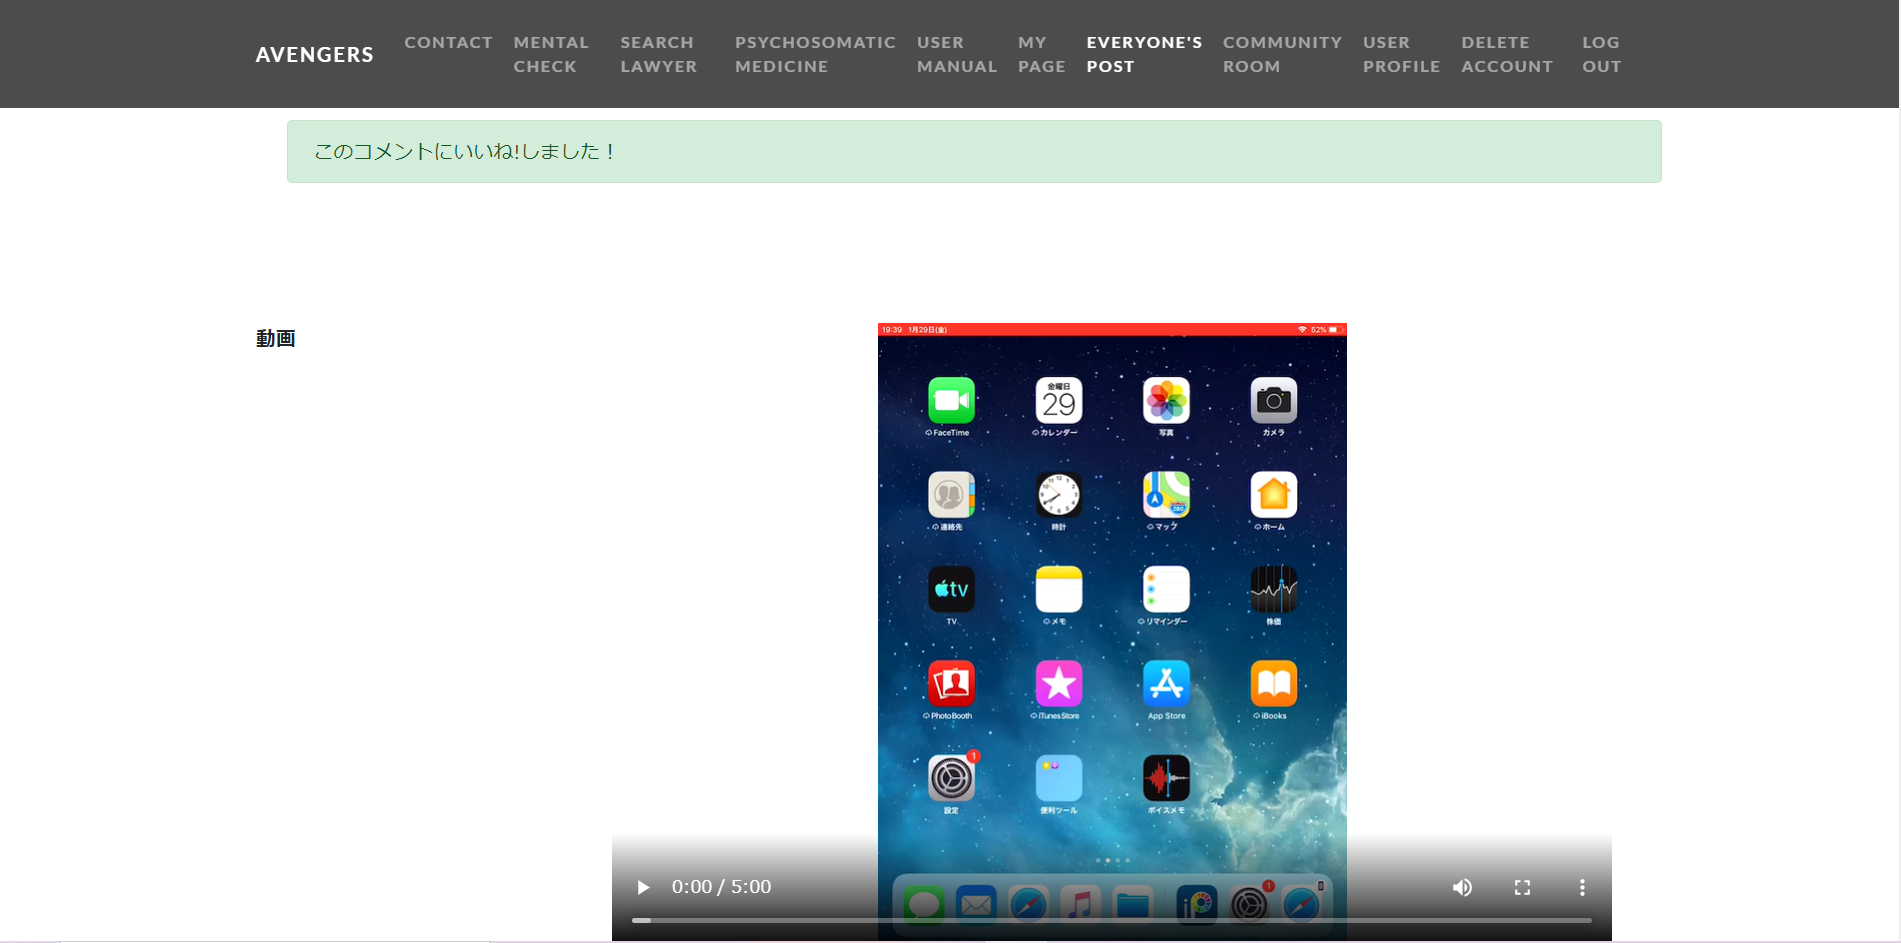 AVENGERS
CONTACT
MENTAL
CHECK
SEARCH
LAWYER
PSYCHOSOMATIC
MEDICINE
USER
MANUAL
MY
PAGE
EVERYONE'S
POST
COMMUNITY
ROOM
USER
PROFILE
DELETE
ACCOUNT
LOG
OUT
このコメントにいいね!しました！
動画
19:39 1月29日(金)
52%
金曜日
29
FaceTime
カレンダー
写真
カメラ
連絡先
時計
マップ
ホーム
tv
TV
メモ
リマインダー
株価
Photo Booth
iTunes Store
App Store
iBooks
1
設定
便利ツール
ボイスメモ
0:00 / 5:00
1